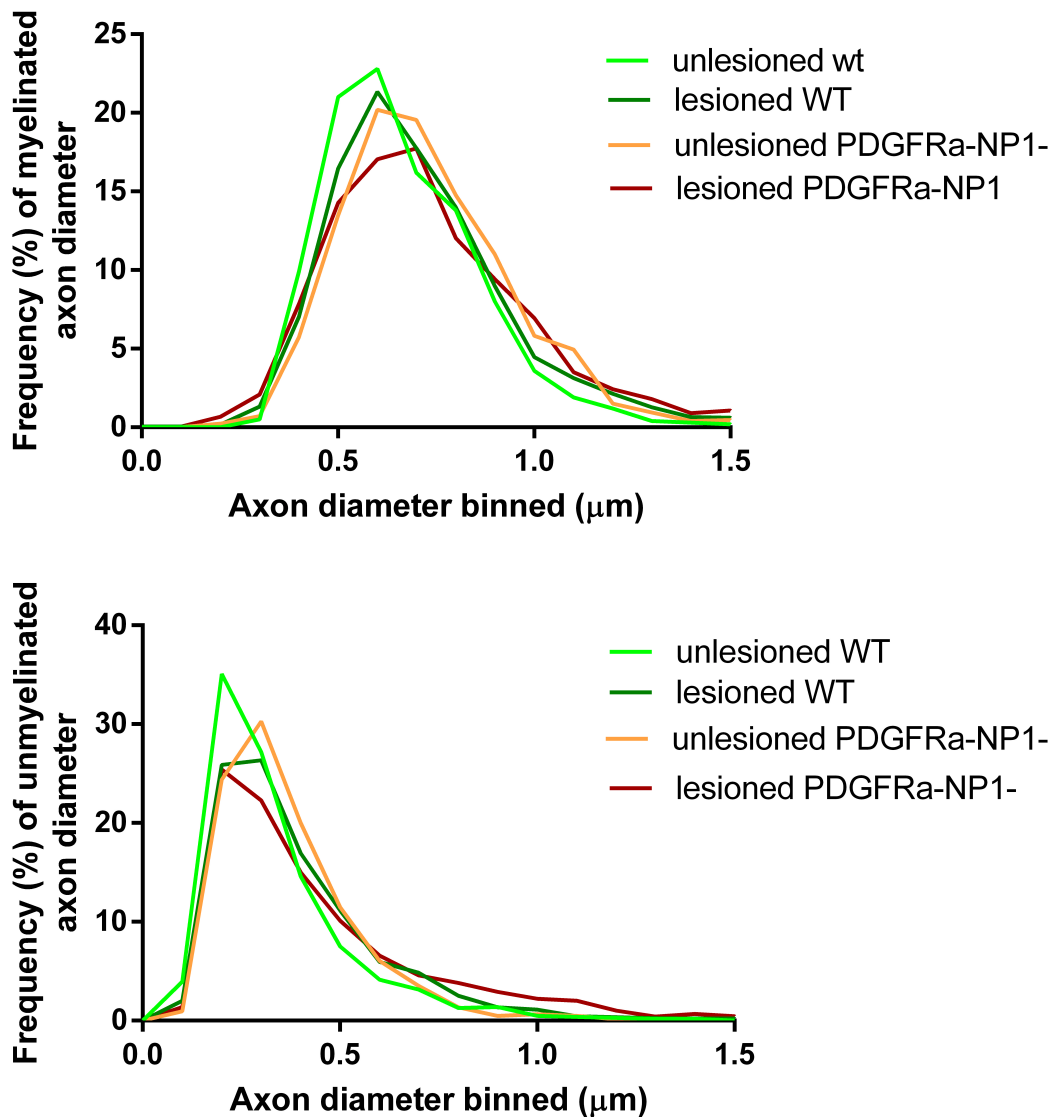 Frequency (%) of myelinated
axon diameter
25
20
15
10
5
0
0.0
0.5
1.0
1.5
Axon diameter binned (μm)
unlesioned wt
lesioned WT
unlesioned PDGFRa-NP1-
lesioned PDGFRa-NP1
Frequency (%) of unmyelinated
axon diameter
40
30
20
10
0
0.0
0.5
1.0
1.5
Axon diameter binned (μm)
unlesioned WT
lesioned WT
unlesioned PDGFRa-NP1-
lesioned PDGFRa-NP1-